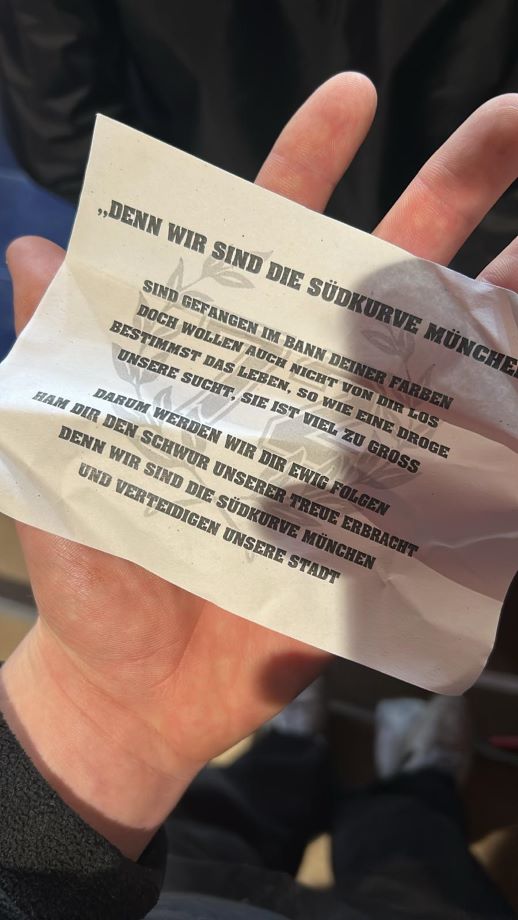 „DENN WIR SIND DIE SÜDKURVE MÜNCHEN
SIND GEFANGEN IM BANN DEINER FARBEN
DOCH WOLLEN AUCH NICHT VON DIR LOS
BESTIMMST DAS LEBEN, SO WIE EINE DROGE
UNSERE SUCHT, SIE IST VIEL ZU GROSS
DARUM WERDEN WIR DIR EWIG FOLGEN
HAM DIR DEN SCHWUR UNSERER TREUE ERBRACHT
DENN WIR SIND DIE SÜDKURVE MÜNCHEN
UND VERTEIDIGEN UNSERE STADT